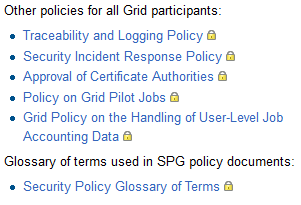 Other policies for all Grid participants:
Traceability and Logging Policy
Security Incident Response Policy
Approval of Certificate Authorities
Policy on Grid Pilot Jobs
Grid Policy on the Handling of User-Level Job
Accounting Data
Glossary of terms used in SPG policy documents:
Security Policy Glossary of Terms